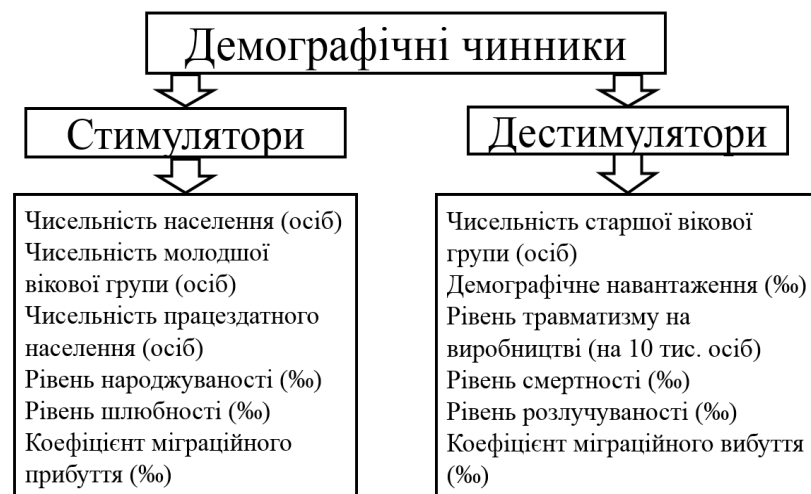 Демографічні чинники
Стимулятори
Дестимулятори
Чисельність населення (осіб)
Чисельність молодшої
вікової групи (осіб)
Чисельність працездатного
населення (осіб)
Рівень народжуваності (‰)
Рівень шлюбності (‰)
Коефіцієнт міграційного
прибуття (‰)
Чисельність старшої вікової
групи (осіб)
Демографічне навантаження (‰)
Рівень травматизму на
виробництві (на 10 тис. осіб)
Рівень смертності (‰)
Рівень розлучуваності (‰)
Коефіцієнт міграційного вибуття
(‰)